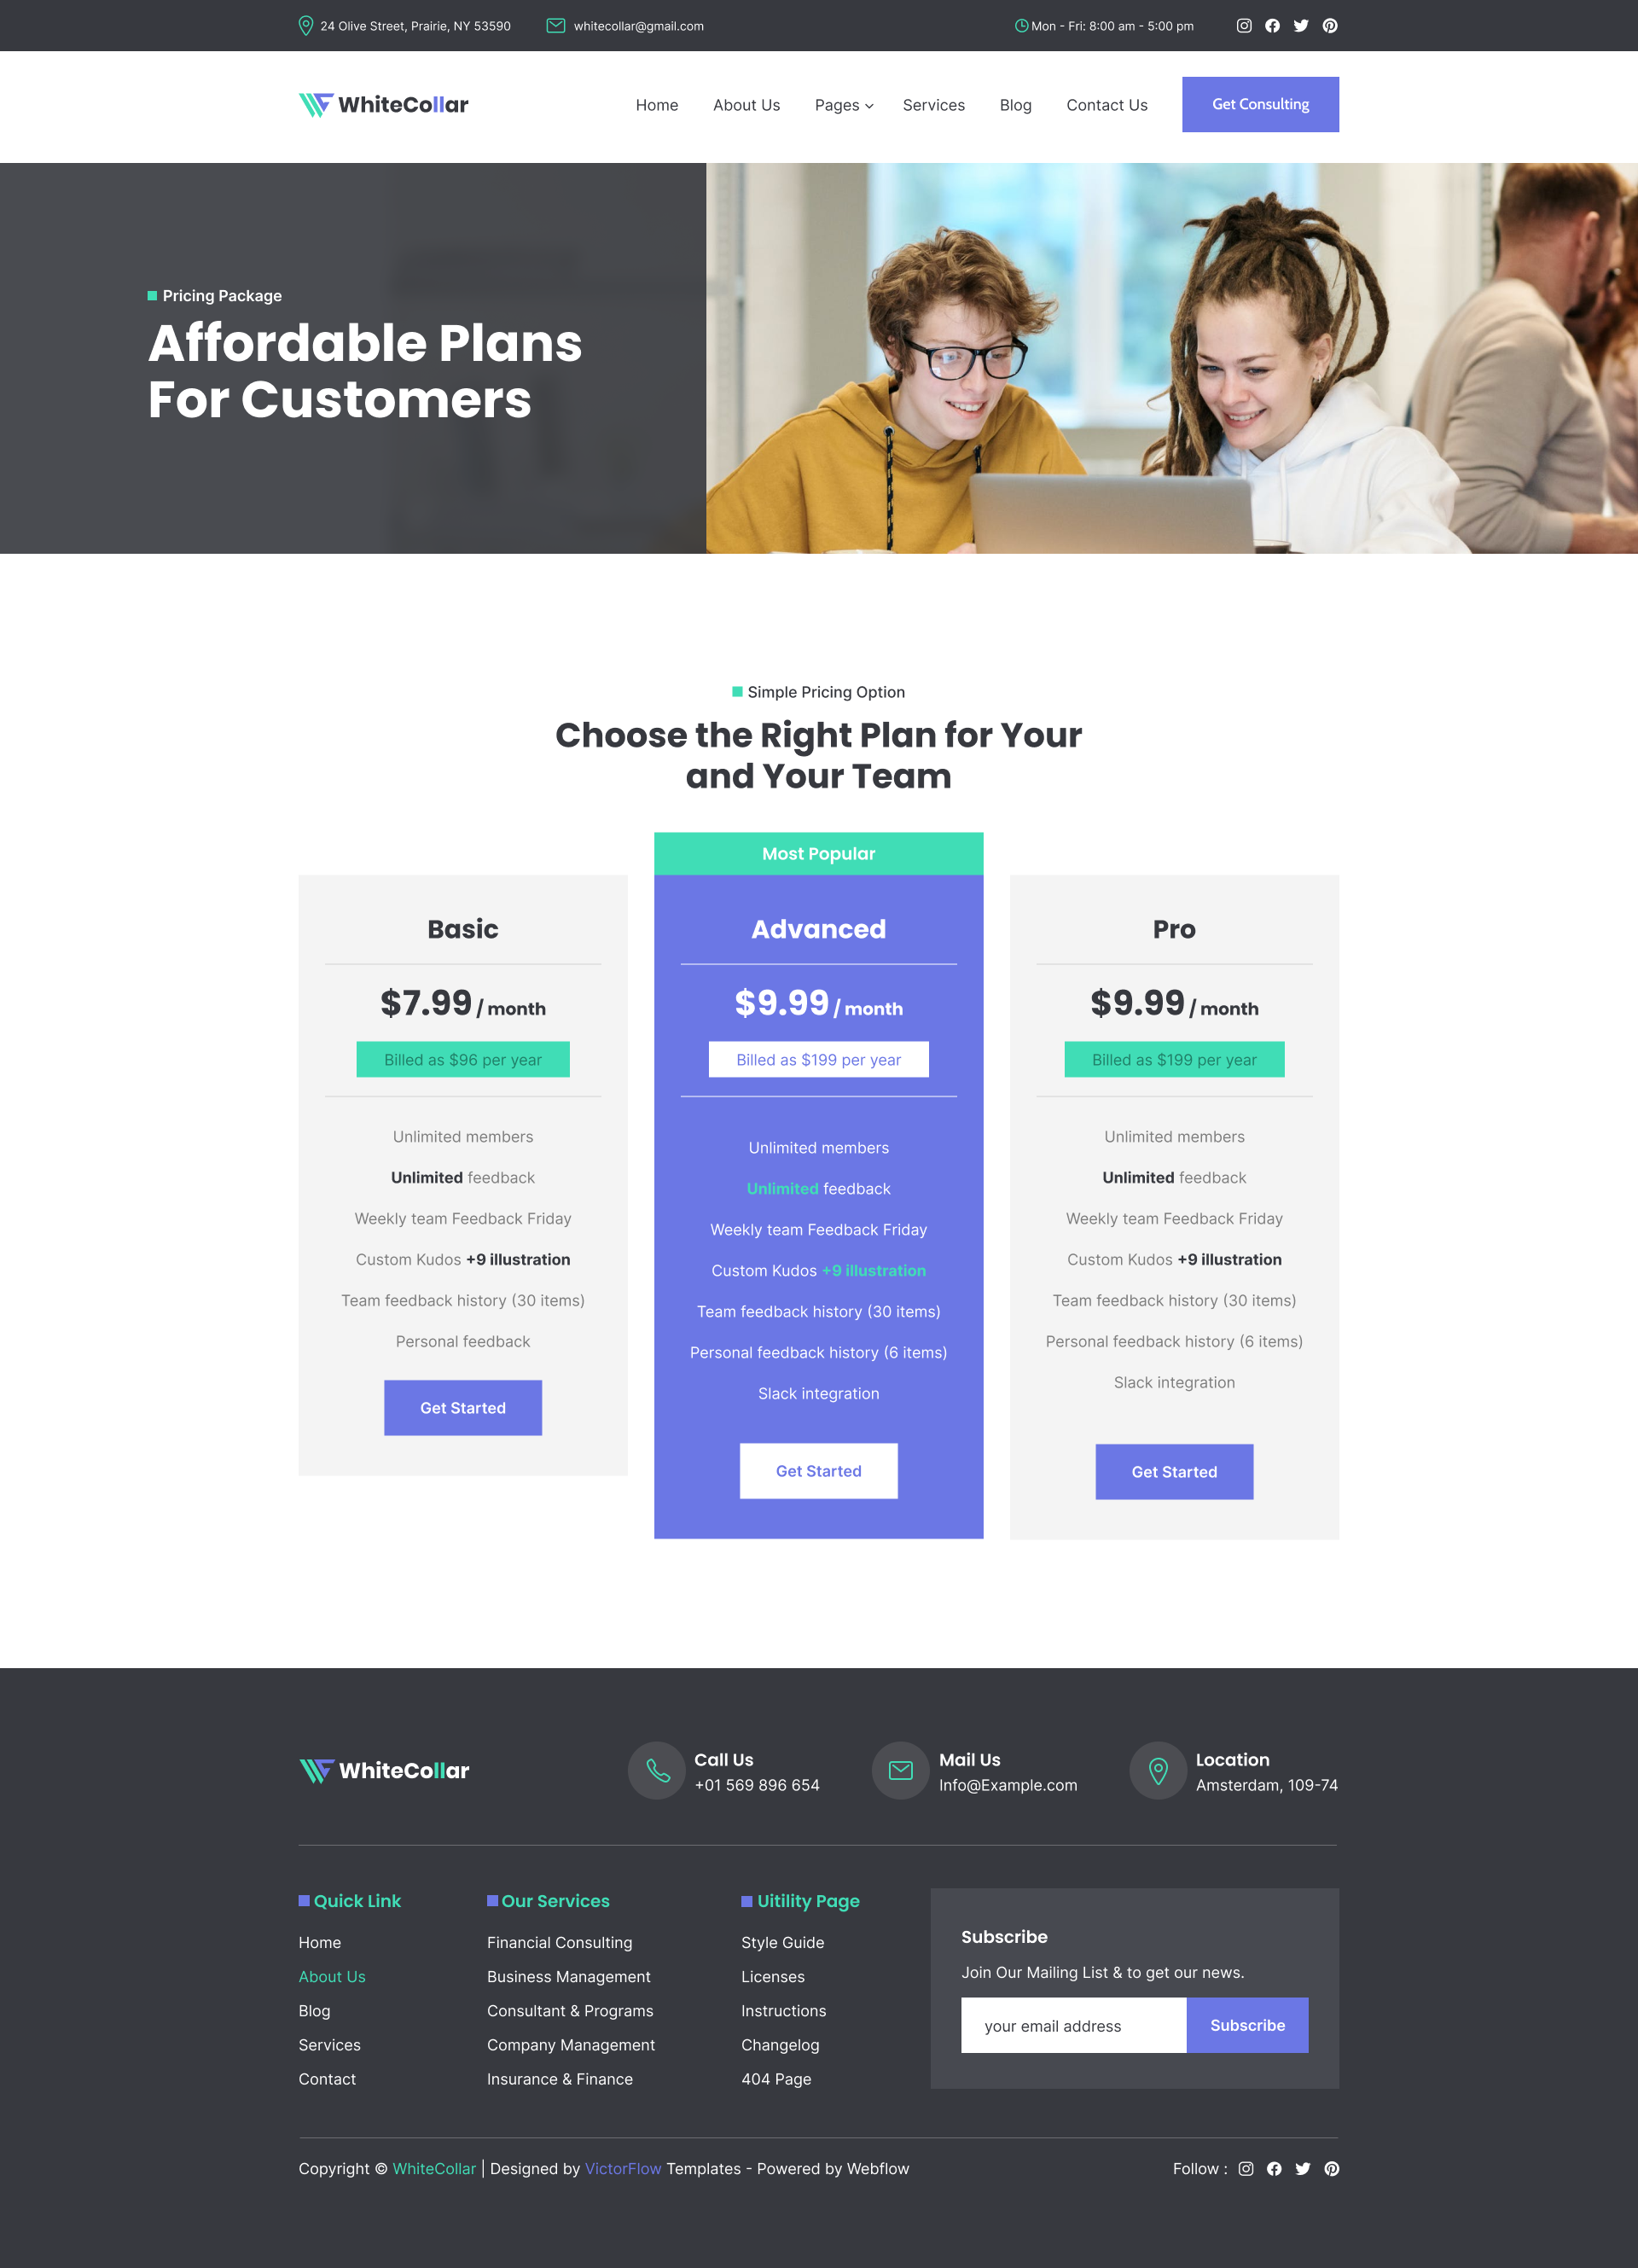 24 Olive Street, Prairie, NY 53590 whitecollar@gmail.com Mon - Fri: 8:00 am - 5:00 pm
WhiteCollar Home About Us Pages Services Blog Contact Us Get Consulting
Pricing Package
Affordable Plans
For Customers
Simple Pricing Option
Choose the Right Plan for Your
and Your Team
Basic
$7.99 / month
Billed as $96 per year
Unlimited members
Unlimited feedback
Weekly team Feedback Friday
Custom Kudos +9 illustration
Team feedback history (30 items)
Personal feedback
Get Started
Most Popular
Advanced
$9.99 / month
Billed as $199 per year
Unlimited members
Unlimited feedback
Weekly team Feedback Friday
Custom Kudos +9 illustration
Team feedback history (30 items)
Personal feedback history (6 items)
Slack integration
Get Started
Pro
$9.99 / month
Billed as $199 per year
Unlimited members
Unlimited feedback
Weekly team Feedback Friday
Custom Kudos +9 illustration
Team feedback history (30 items)
Personal feedback history (6 items)
Slack integration
Get Started
WhiteCollar
Call Us
+01 569 896 654
Mail Us
Info@Example.com
Location
Amsterdam, 109-74
Quick Link
Home
About Us
Blog
Services
Contact
Our Services
Financial Consulting
Business Management
Consultant & Programs
Company Management
Insurance & Finance
Uitility Page
Style Guide
Licenses
Instructions
Changelog
404 Page
Subscribe
Join Our Mailing List & to get our news.
your email address Subscribe
Copyright © WhiteCollar | Designed by VictorFlow Templates - Powered by Webflow
Follow :